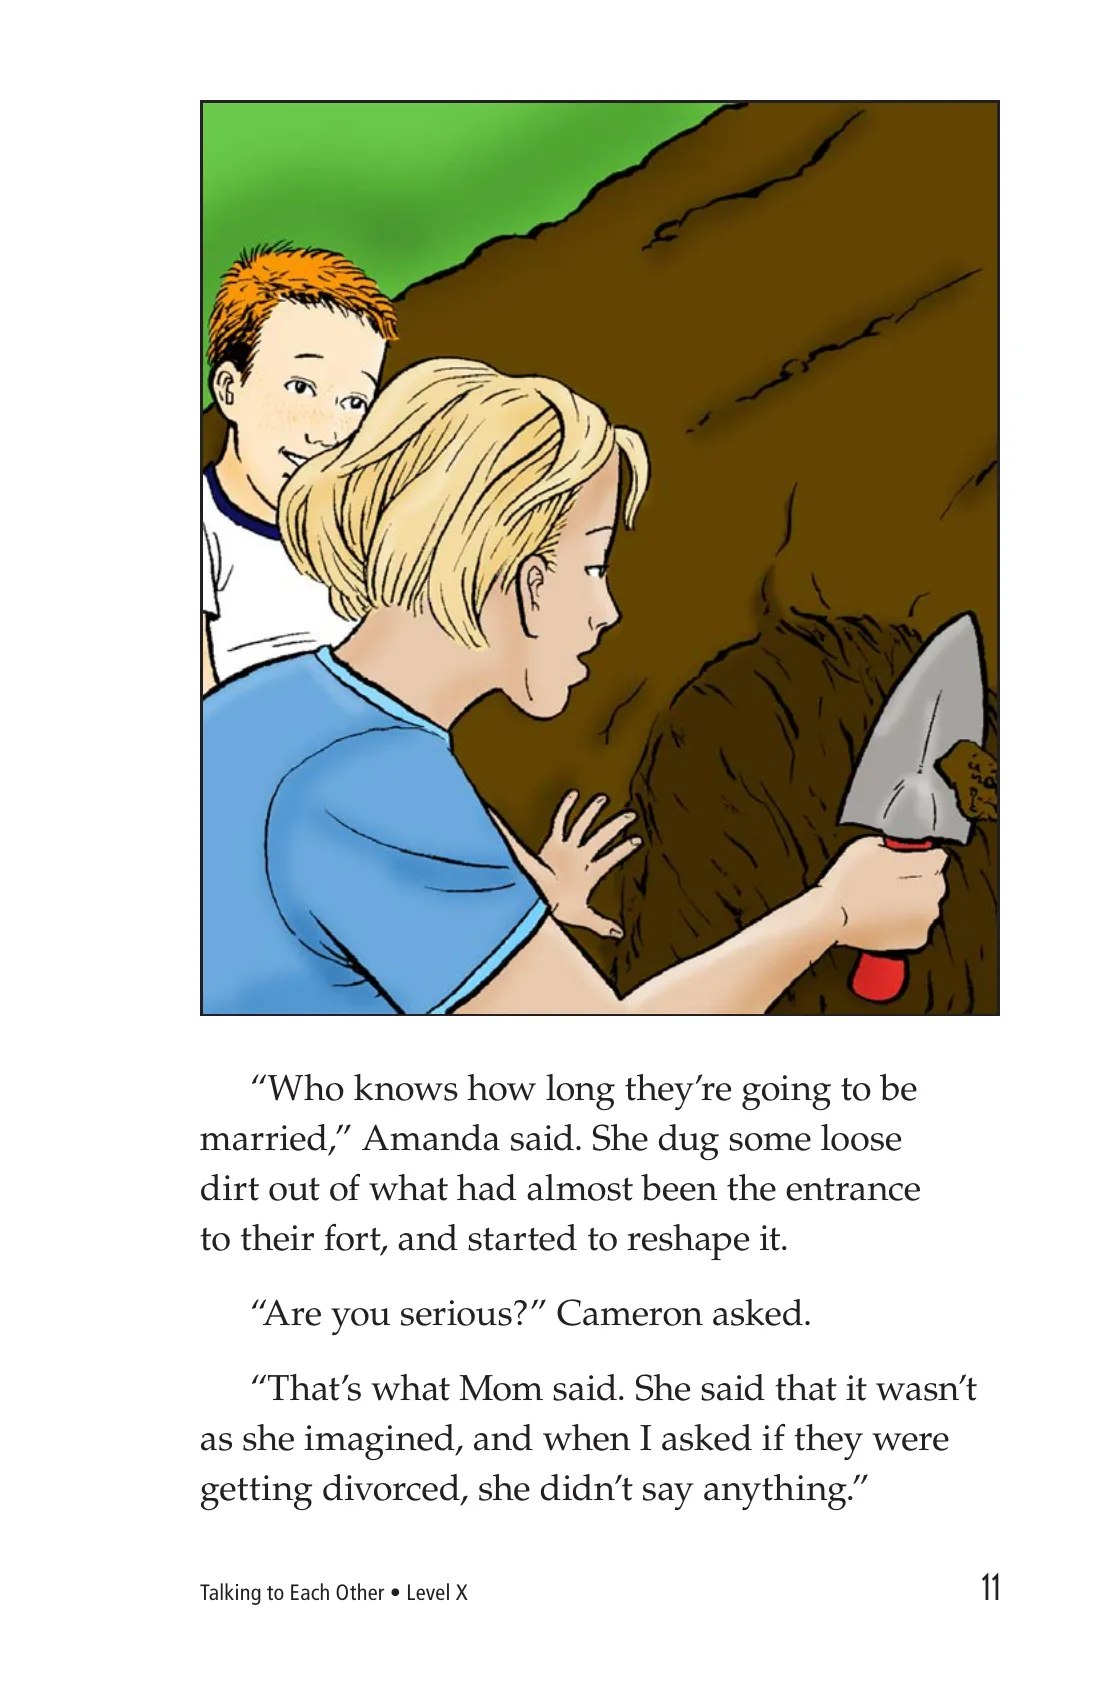 “Who knows how long they’re going to be
married,” Amanda said. She dug some loose
dirt out of what had almost been the entrance
to their fort, and started to reshape it.
“Are you serious?” Cameron asked.
“That’s what Mom said. She said that it wasn’t
as she imagined, and when I asked if they were
getting divorced, she didn’t say anything.”
Talking to Each Other • Level X
11